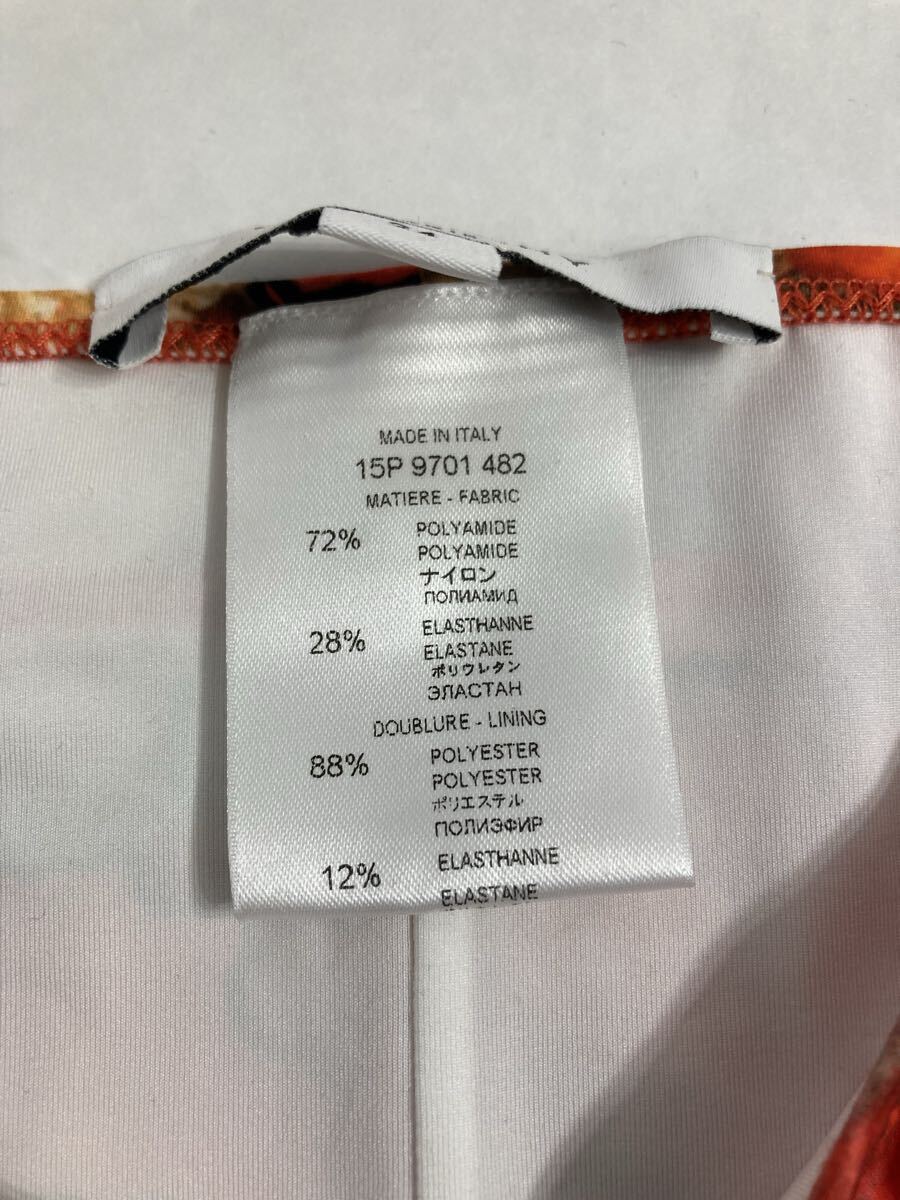 MADE IN ITALY
15P 9701 482
MATIERE - FABRIC
72% POLYAMIDE
POLYAMIDE
ナイロン
ПОЛИАМИД
28% ELASTHANNE
ELASTANE
ポリウレタン
ЭЛАСТАН
DOUBLURE - LINING
88% POLYESTER
POLYESTER
ポリエステル
ПОЛИЭФИР
12% ELASTHANNE
ELASTANE